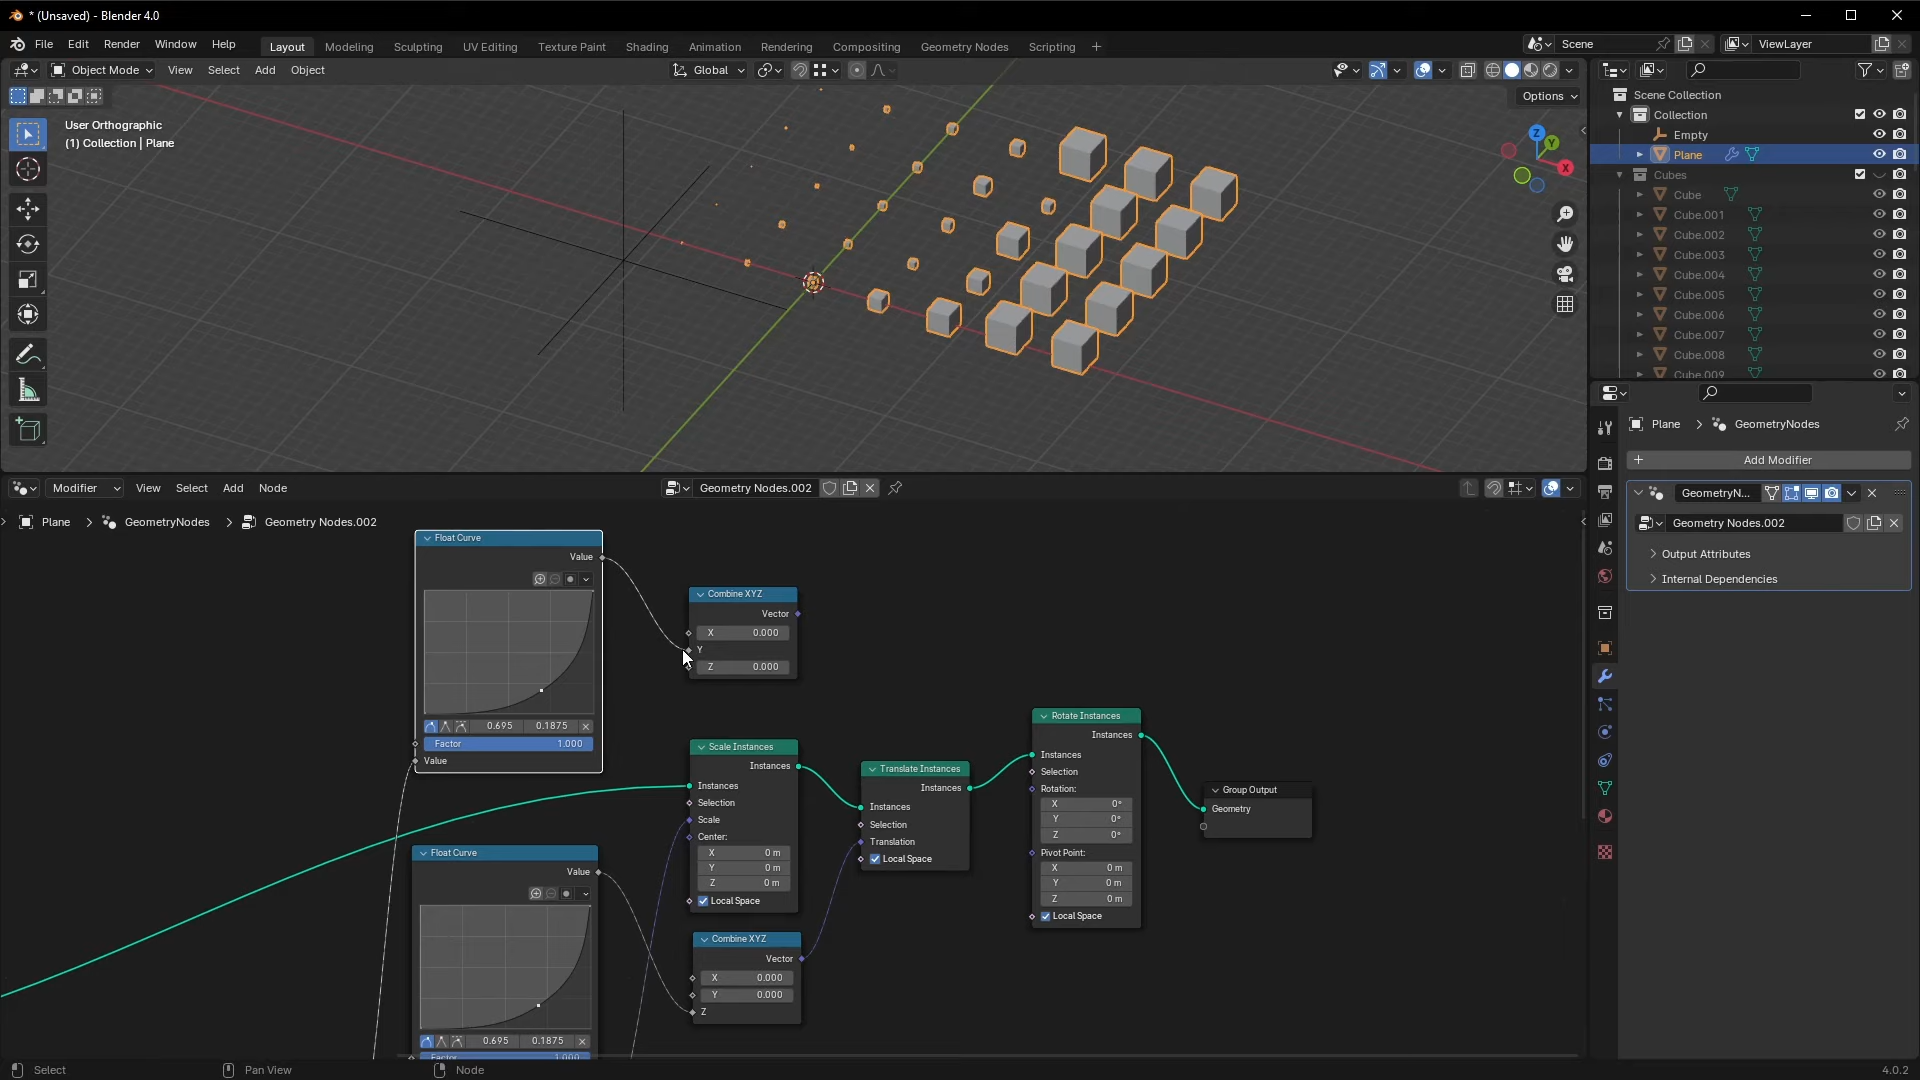 * (Unsaved) - Blender 4.0
File Edit Render Window Help
Layout Modeling Sculpting UV Editing Texture Paint Shading Animation Rendering Compositing Geometry Nodes Scripting +
Scene
ViewLayer
Object Mode View Select Add Object
Global
Options
User Orthographic
(1) Collection | Plane
Z
Y
X
Scene Collection
Collection
Empty
Plane
Cubes
Cube
Cube.001
Cube.002
Cube.003
Cube.004
Cube.005
Cube.006
Cube.007
Cube.008
Cube.009
Plane > GeometryNodes
+ Add Modifier
GeometryN...
Geometry Nodes.002
Output Attributes
Internal Dependencies
Modifier View Select Add Node
Geometry Nodes.002
Plane > GeometryNodes > Geometry Nodes.002
Float Curve
Value
0.695 0.1875
Factor 1.000
Value
Combine XYZ
Vector
X 0.000
Y
Z 0.000
Scale Instances
Instances
Instances
Selection
Scale
Center:
X 0 m
Y 0 m
Z 0 m
Local Space
Translate Instances
Instances
Instances
Selection
Translation
Local Space
Rotate Instances
Instances
Instances
Selection
Rotation:
X 0°
Y 0°
Z 0°
Pivot Point:
X 0 m
Y 0 m
Z 0 m
Local Space
Group Output
Geometry
Float Curve
Value
0.695 0.1875
Factor 1.000
Combine XYZ
Vector
X 0.000
Y 0.000
Z
Select
Pan View
Node
4.0.2